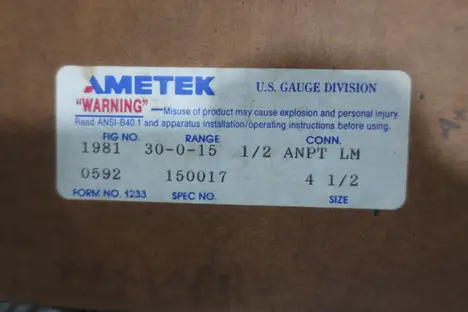 AMETEK U.S. GAUGE DIVISION
"WARNING" —Misuse of product may cause explosion and personal injury.
Read ANSI-B40.1 and apparatus installation/operating instructions before using.
FIG NO. RANGE CONN.
1981 30-0-15 1/2 ANPT LM
0592 150017 4 1/2
FORM NO. 1233 SPEC NO. SIZE